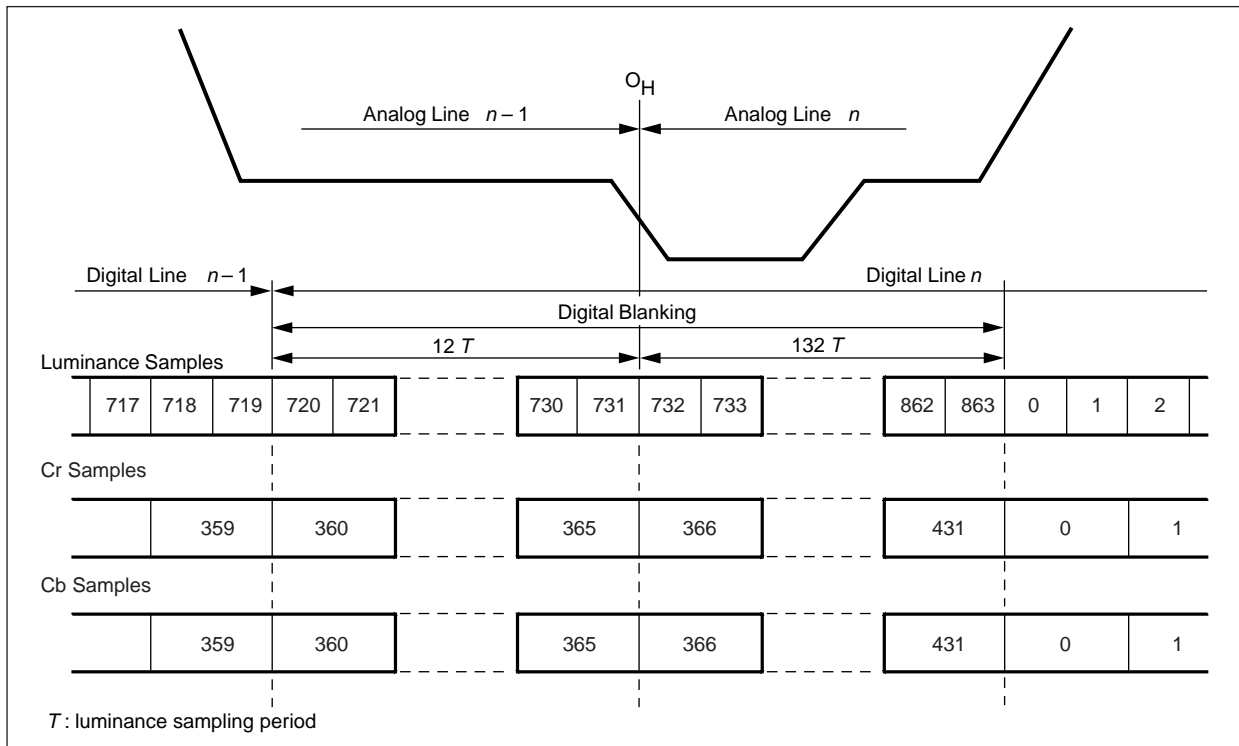 O_H
Analog Line n – 1 Analog Line n
Digital Line n – 1 Digital Line n
Digital Blanking
12 T 132 T
Luminance Samples
717 718 719 720 721 730 731 732 733 862 863 0 1 2
Cr Samples
359 360 365 366 431 0 1
Cb Samples
359 360 365 366 431 0 1
T : luminance sampling period